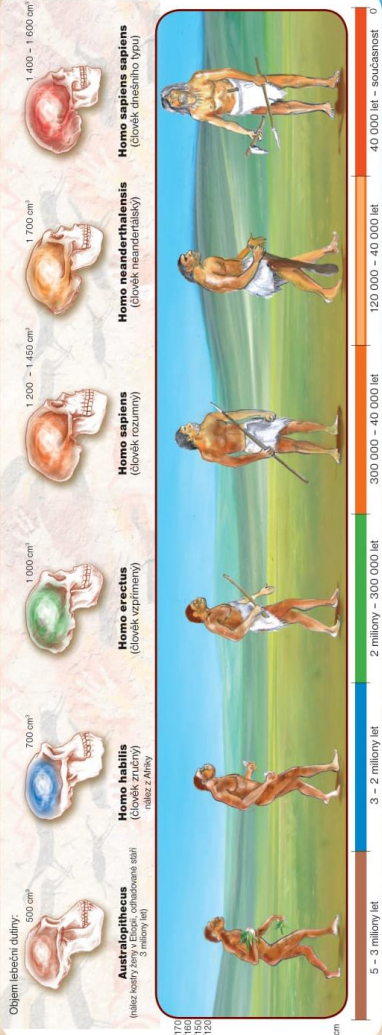 Objem lebeční dutiny:
500 cm³
700 cm³
1 000 cm³
1 200 – 1 450 cm³
1 700 cm³
1 400 – 1 600 cm³
Australopithecus
(nález kostry ženy v Etiopii, odhadované stáří
3 miliony let)
Homo habilis
(člověk zručný)
nález z Afriky
Homo erectus
(člověk vzpřímený)
Homo sapiens
(člověk rozumný)
Homo neanderthalensis
(člověk neandertálský)
Homo sapiens sapiens
(člověk dnešního typu)
170
160
150
120
cm
5 – 3 miliony let
3 – 2 miliony let
2 miliony – 300 000 let
300 000 – 40 000 let
120 000 – 40 000 let
40 000 let – současnost
0